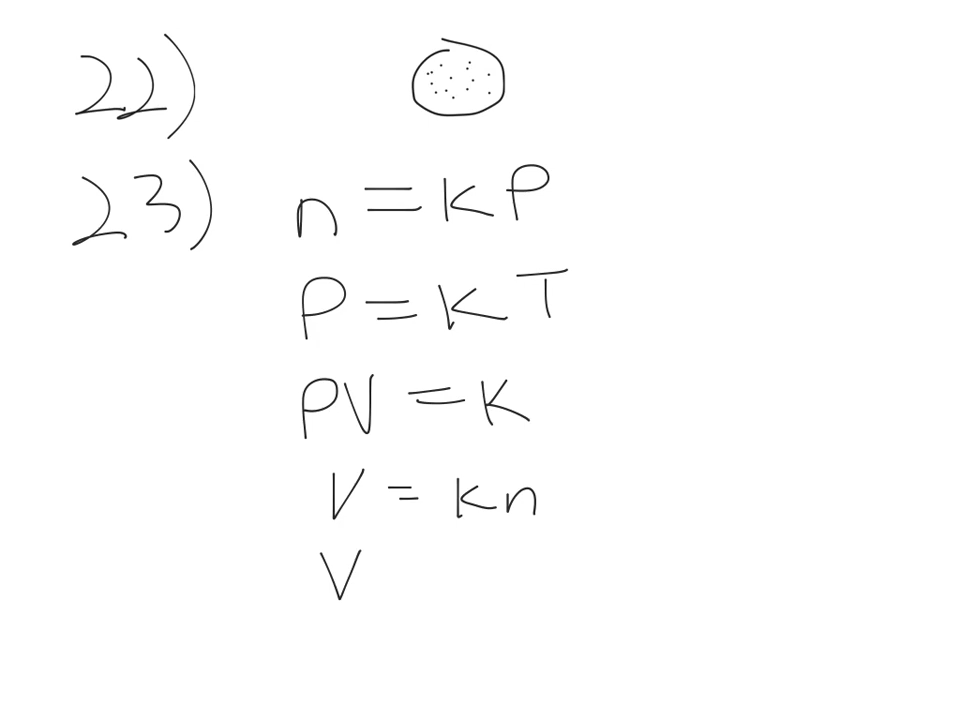 22)
23) n = KP
P = KT
PV = K
V = Kn
V